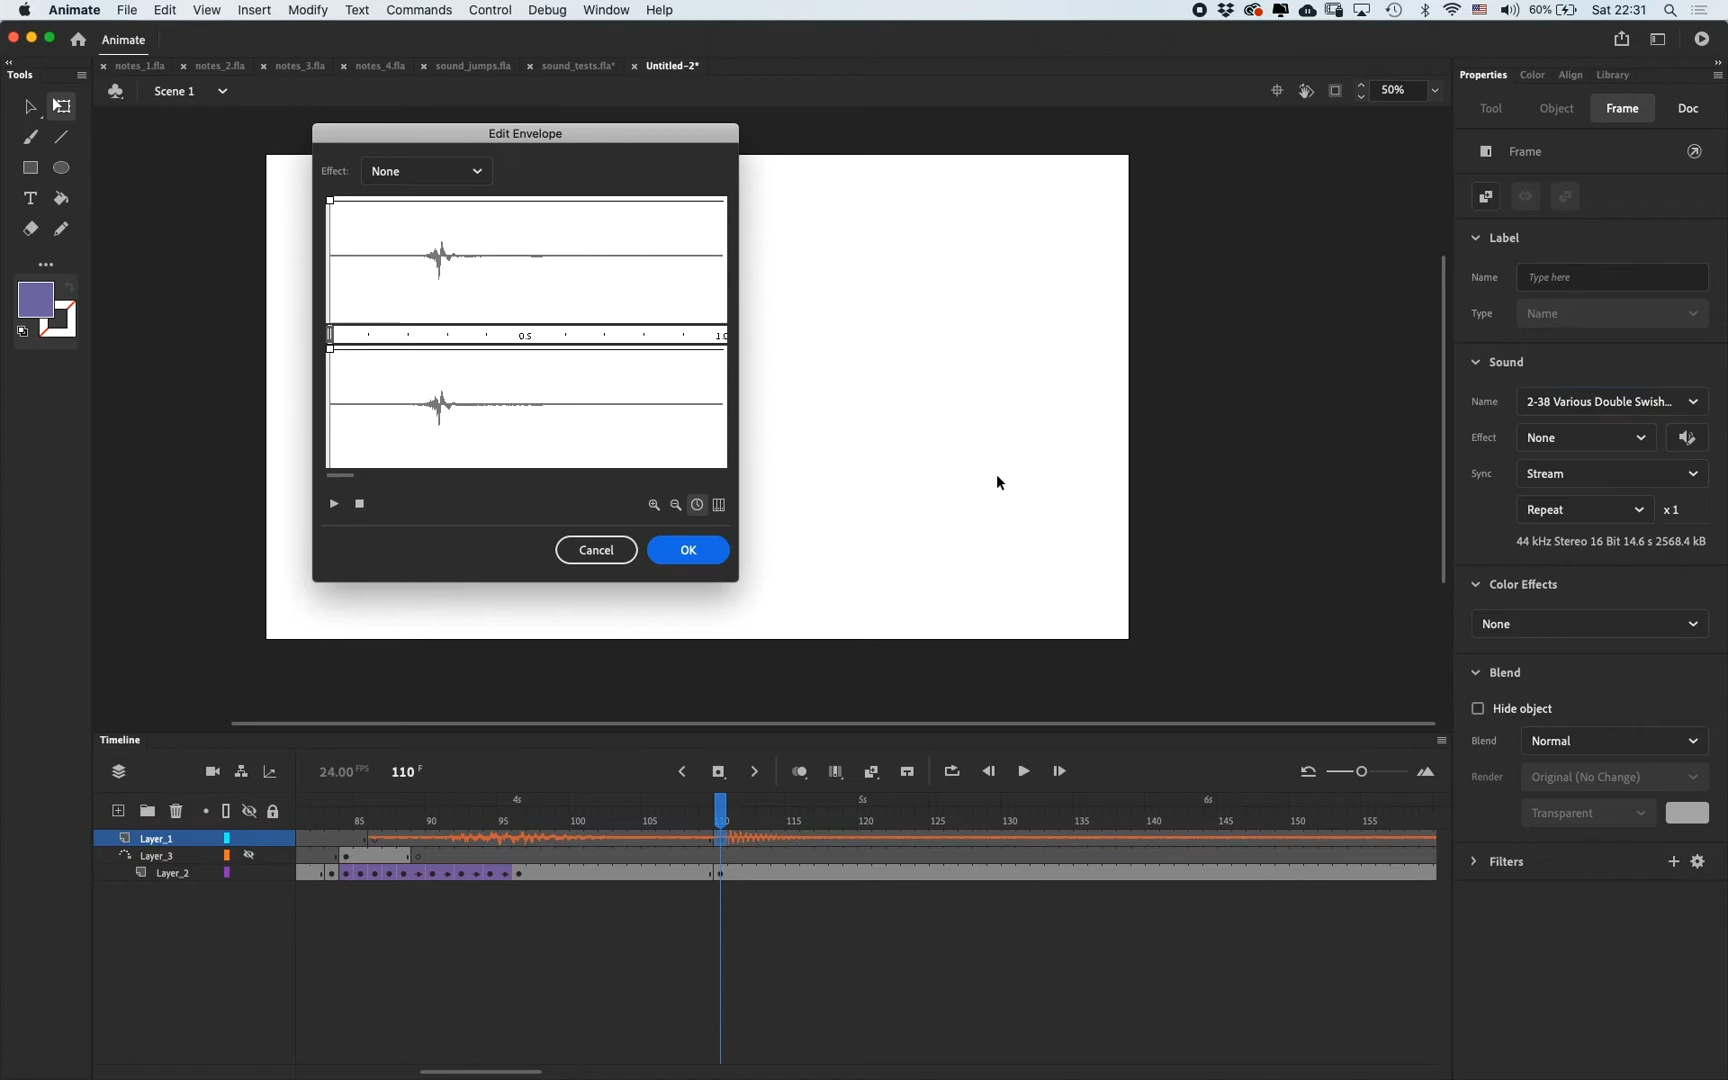 Animate File Edit View Insert Modify Text Commands Control Debug Window Help 60% Sat 22:31
Animate
Tools
notes_1.fla notes_2.fla notes_3.fla notes_4.fla sound_jumps.fla sound_tests.fla* Untitled-2*
Scene 1 50%
Properties Color Align Library
Tool Object Frame Doc
Frame
Label
Name Type here
Type Name
Sound
Name 2-38 Various Double Swish...
Effect None
Sync Stream
Repeat x 1
44 kHz Stereo 16 Bit 14.6 s 2568.4 kB
Color Effects
None
Blend
Hide object
Blend Normal
Render Original (No Change)
Transparent
Filters
Edit Envelope
Effect: None
0.5
Cancel OK
Timeline
24.00 FPS 110 F
4s 5s 6s
85 90 95 100 105 110 115 120 125 130 135 140 145 150 155
Layer_1
Layer_3
Layer_2